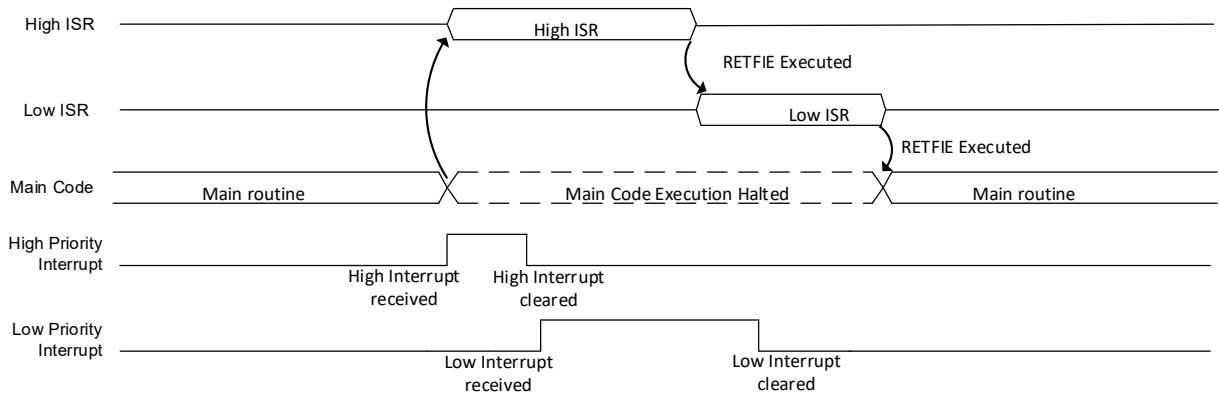 High ISR
High ISR
RETFIE Executed
Low ISR
Low ISR
RETFIE Executed
Main Code
Main routine
Main Code Execution Halted
Main routine
High Priority
Interrupt
High Interrupt
received
High Interrupt
cleared
Low Priority
Interrupt
Low Interrupt
received
Low Interrupt
cleared